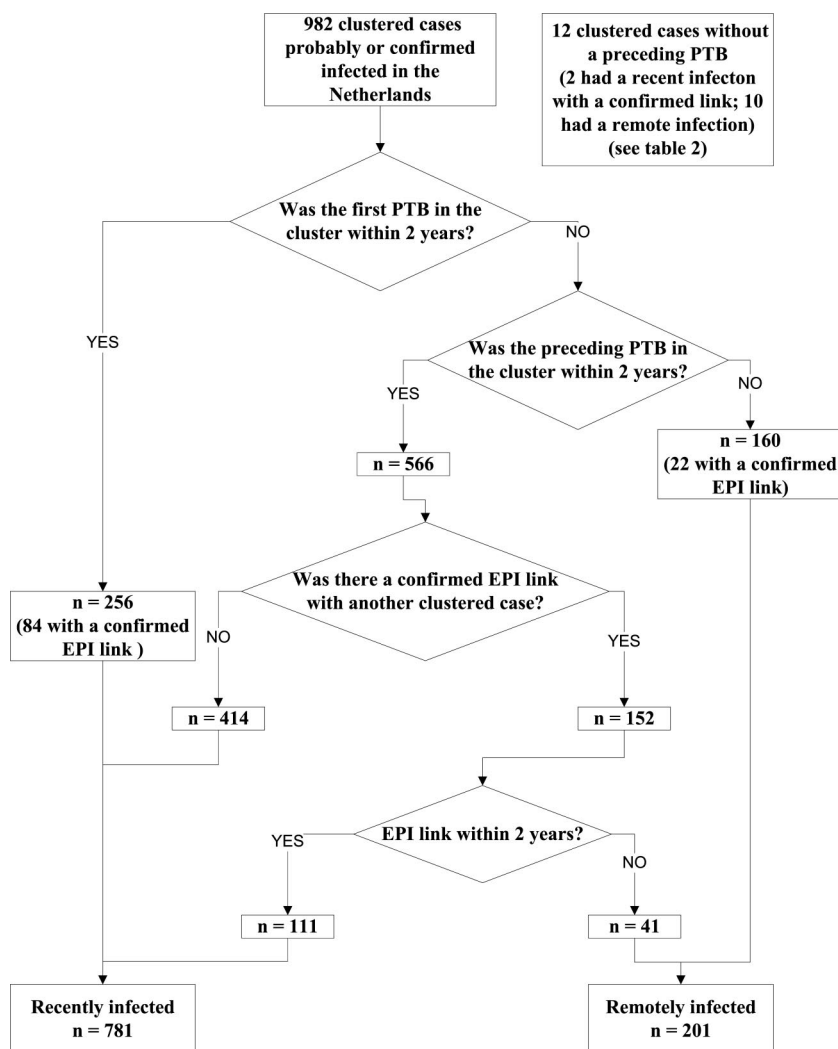 982 clustered cases
probably or confirmed
infected in the
Netherlands
12 clustered cases without
a preceding PTB
(2 had a recent infecton
with a confirmed link; 10
had a remote infection)
(see table 2)
Was the first PTB in the
cluster within 2 years?
NO
YES
Was the preceding PTB in
the cluster within 2 years?
YES
NO
n = 566
n = 160
(22 with a confirmed
EPI link)
Was there a confirmed EPI link
with another clustered case?
n = 256
(84 with a confirmed
EPI link )
NO
YES
n = 414
n = 152
EPI link within 2 years?
YES
NO
n = 111
n = 41
Recently infected
n = 781
Remotely infected
n = 201